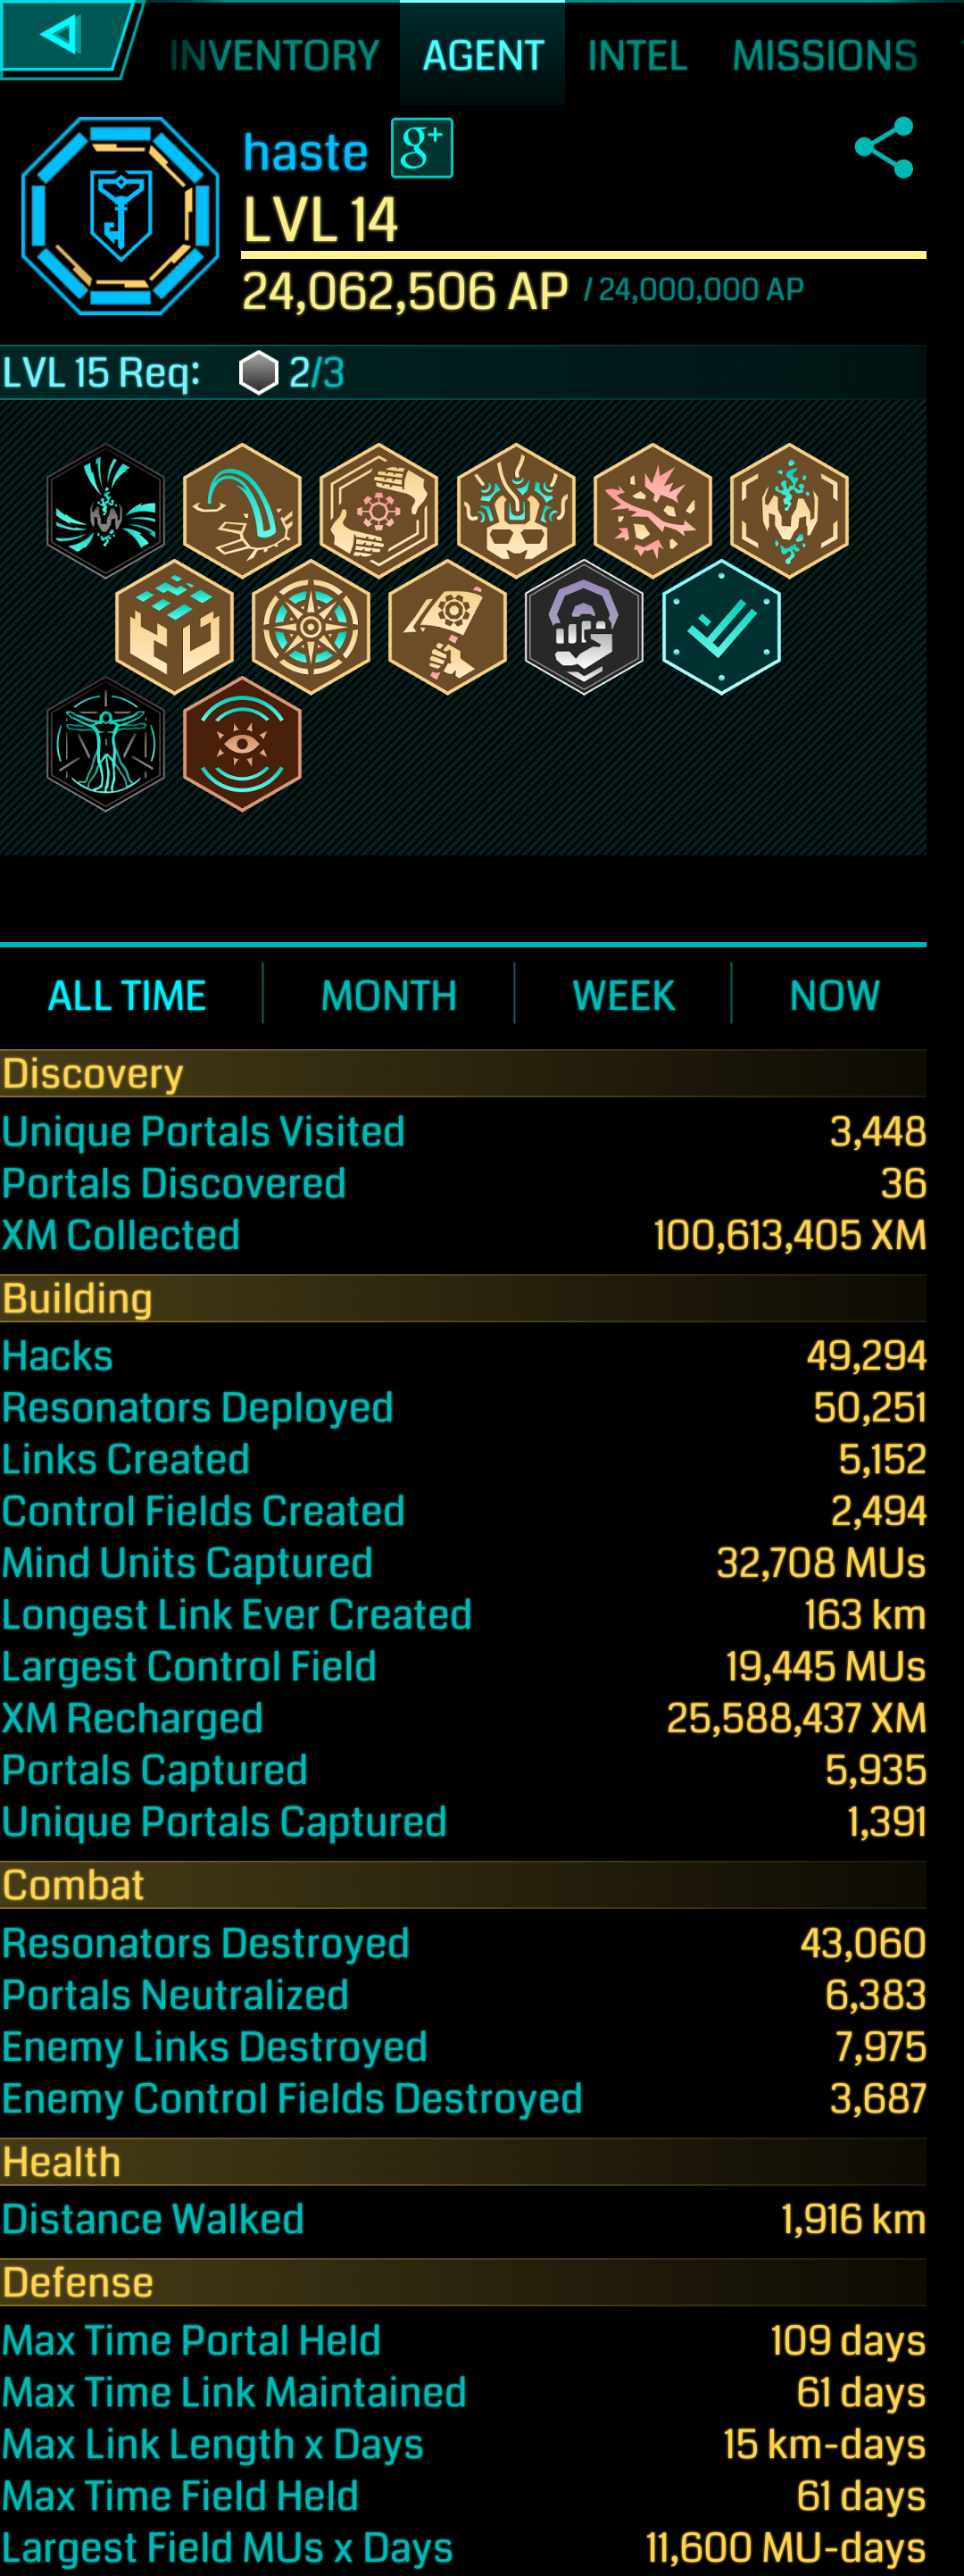 INVENTORY AGENT INTEL MISSIONS
haste g+
LVL 14
24,062,506 AP / 24,000,000 AP
LVL 15 Req: 2/3
ALL TIME MONTH WEEK NOW
Discovery
Unique Portals Visited 3,448
Portals Discovered 36
XM Collected 100,613,405 XM
Building
Hacks 49,294
Resonators Deployed 50,251
Links Created 5,152
Control Fields Created 2,494
Mind Units Captured 32,708 MUs
Longest Link Ever Created 163 km
Largest Control Field 19,445 MUs
XM Recharged 25,588,437 XM
Portals Captured 5,935
Unique Portals Captured 1,391
Combat
Resonators Destroyed 43,060
Portals Neutralized 6,383
Enemy Links Destroyed 7,975
Enemy Control Fields Destroyed 3,687
Health
Distance Walked 1,916 km
Defense
Max Time Portal Held 109 days
Max Time Link Maintained 61 days
Max Link Length x Days 15 km-days
Max Time Field Held 61 days
Largest Field MUs x Days 11,600 MU-days